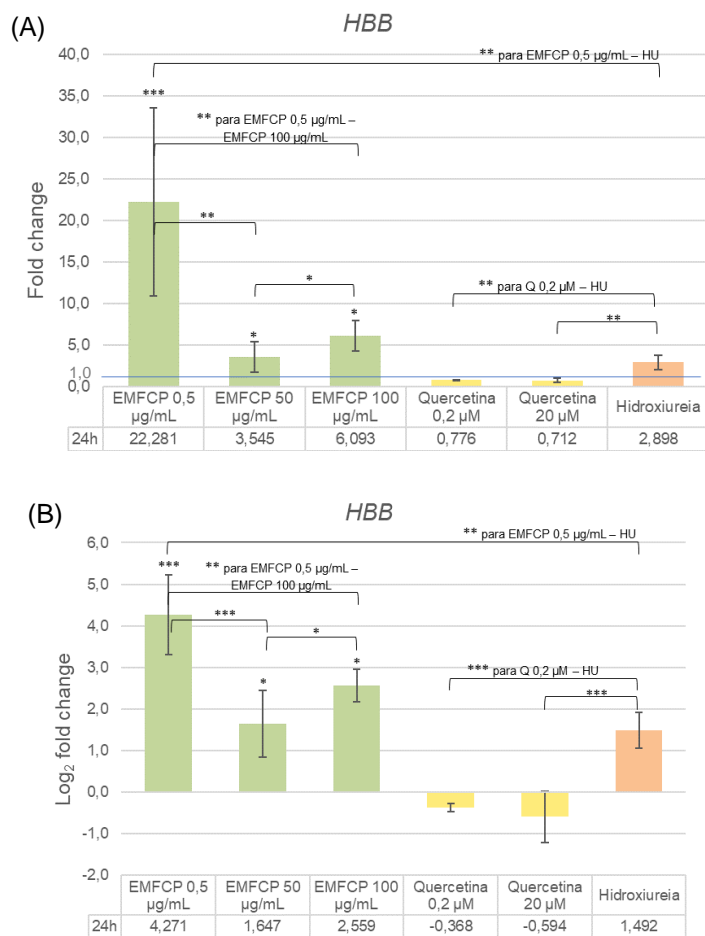 (A)
HBB
Fold change
40,0
35,0
30,0
25,0
20,0
15,0
10,0
5,0
1,0
0,0
** para EMFCP 0,5 µg/mL – HU
***
** para EMFCP 0,5 µg/mL –
EMFCP 100 µg/mL
**
*
*
*
** para Q 0,2 µM – HU
**
EMFCP 0,5 µg/mL
EMFCP 50 µg/mL
EMFCP 100 µg/mL
Quercetina 0,2 µM
Quercetina 20 µM
Hidroxiureia
24h 22,281 3,545 6,093 0,776 0,712 2,898
(B)
HBB
Log₂ fold change
6,0
5,0
4,0
3,0
2,0
1,0
0,0
-1,0
-2,0
** para EMFCP 0,5 µg/mL – HU
***
** para EMFCP 0,5 µg/mL –
EMFCP 100 µg/mL
***
*
*
*
*** para Q 0,2 µM – HU
***
EMFCP 0,5 µg/mL
EMFCP 50 µg/mL
EMFCP 100 µg/mL
Quercetina 0,2 µM
Quercetina 20 µM
Hidroxiureia
24h 4,271 1,647 2,559 -0,368 -0,594 1,492